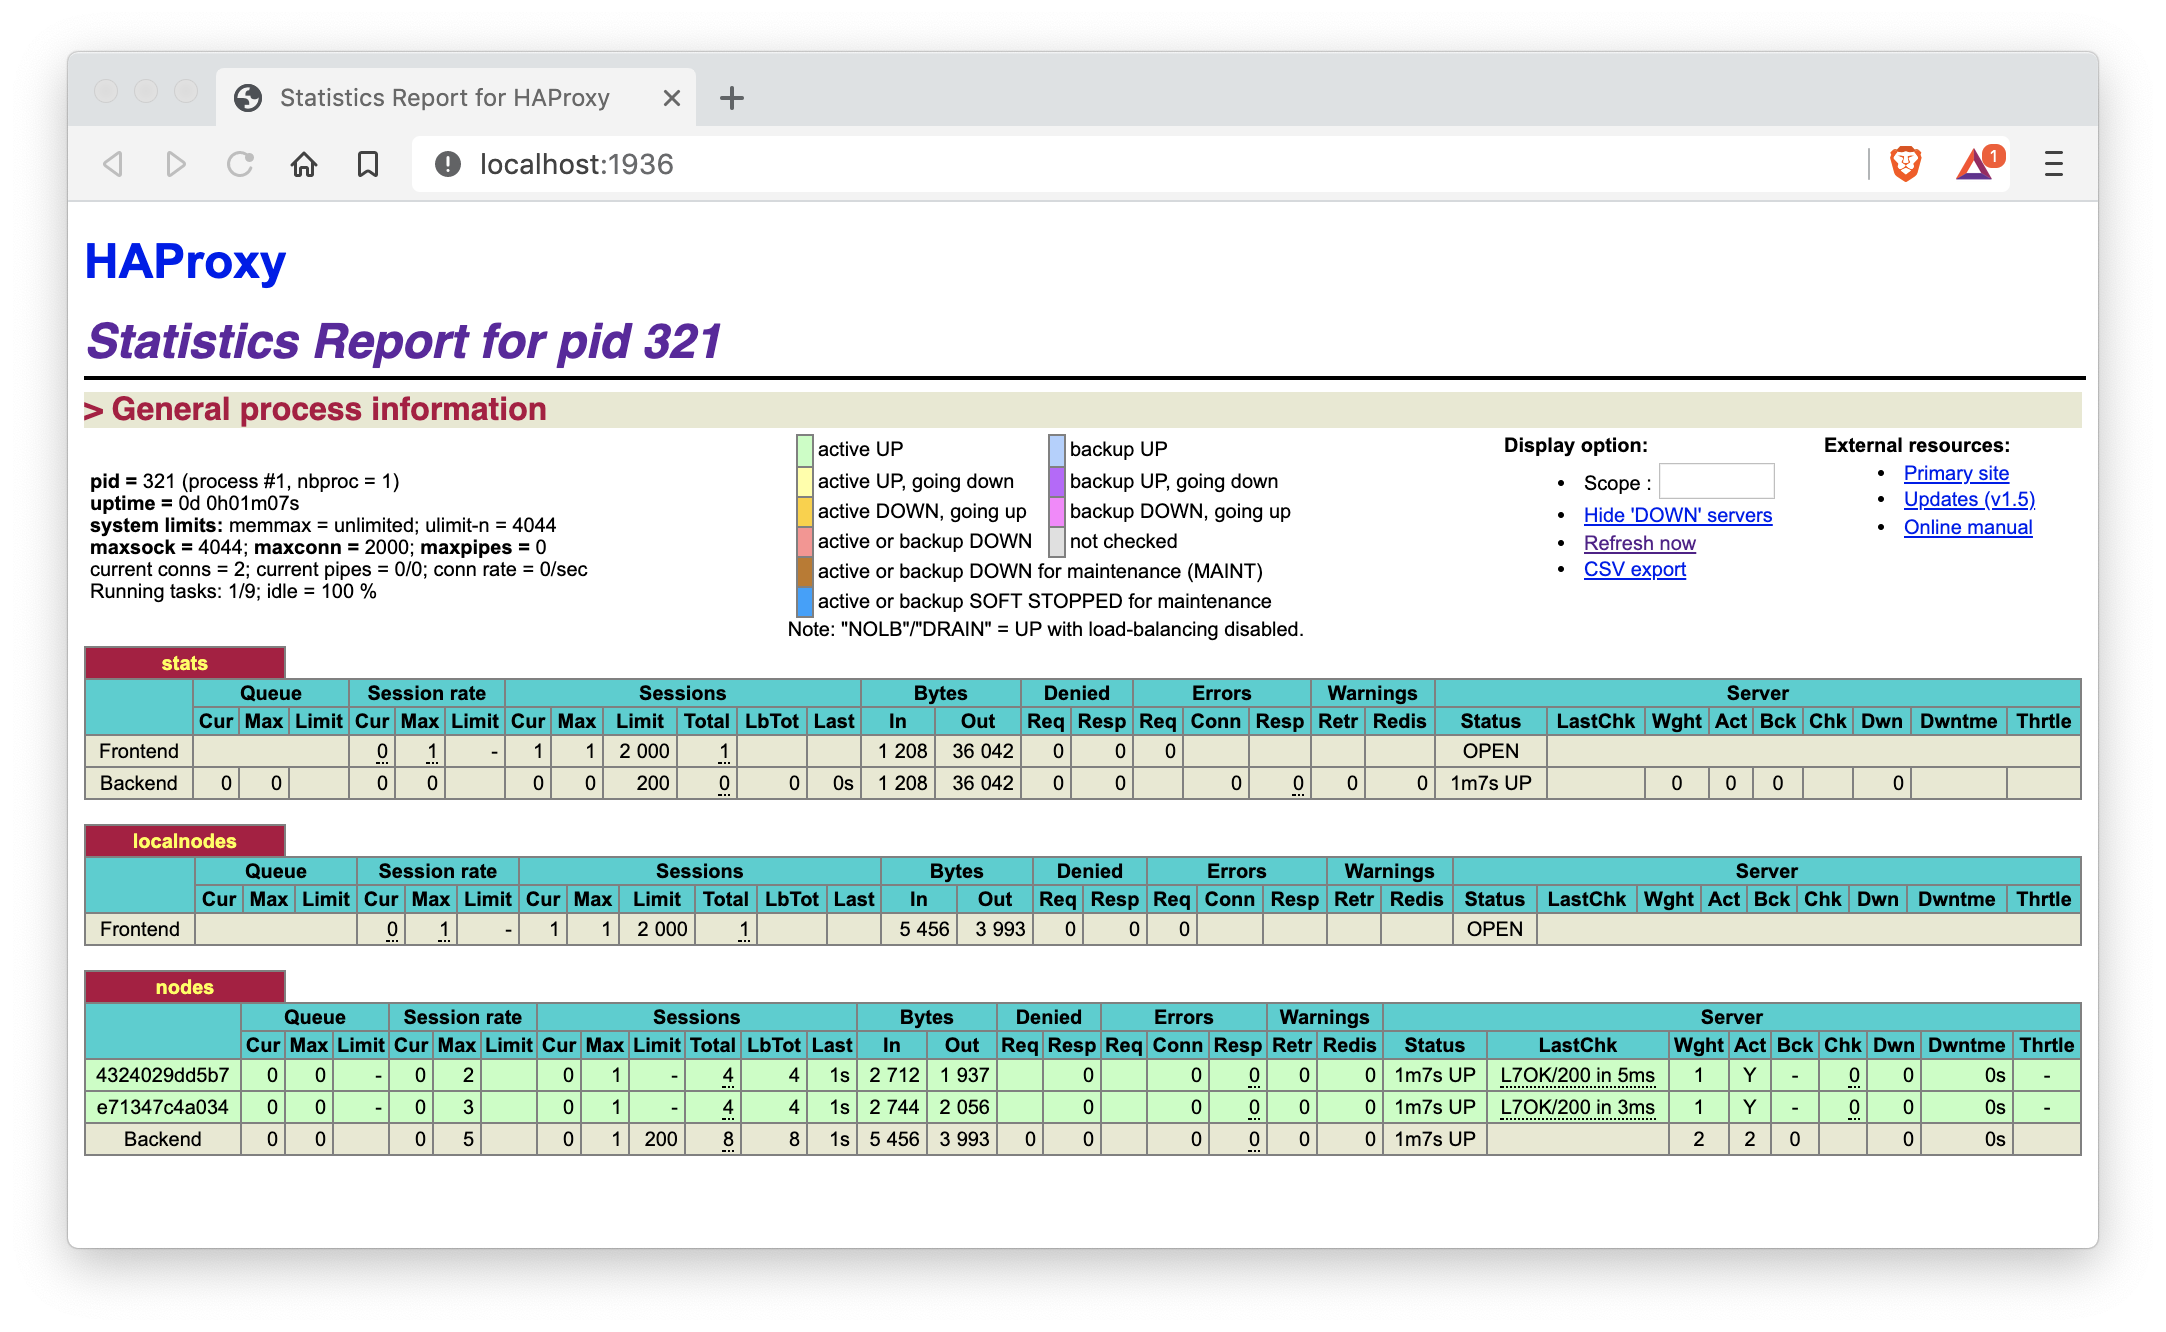 Statistics Report for HAProxy
localhost:1936
1
HAProxy
Statistics Report for pid 321
> General process information
pid = 321 (process #1, nbproc = 1)
uptime = 0d 0h01m07s
system limits: memmax = unlimited; ulimit-n = 4044
maxsock = 4044; maxconn = 2000; maxpipes = 0
current conns = 2; current pipes = 0/0; conn rate = 0/sec
Running tasks: 1/9; idle = 100 %
active UP backup UP
active UP, going down backup UP, going down
active DOWN, going up backup DOWN, going up
active or backup DOWN not checked
active or backup DOWN for maintenance (MAINT)
active or backup SOFT STOPPED for maintenance
Note: "NOLB"/"DRAIN" = UP with load-balancing disabled.
Display option:
• Scope :
• Hide 'DOWN' servers
• Refresh now
• CSV export
External resources:
• Primary site
• Updates (v1.5)
• Online manual
stats
Queue Session rate Sessions Bytes Denied Errors Warnings Server
Cur Max Limit Cur Max Limit Cur Max Limit Total LbTot Last In Out Req Resp Req Conn Resp Retr Redis Status LastChk Wght Act Bck Chk Dwn Dwntme Thrtle
Frontend 0 1 - 1 1 2 000 1 1 208 36 042 0 0 0 OPEN
Backend 0 0 0 0 0 0 200 0 0 0s 1 208 36 042 0 0 0 0 0 0 1m7s UP 0 0 0 0
localnodes
Queue Session rate Sessions Bytes Denied Errors Warnings Server
Cur Max Limit Cur Max Limit Cur Max Limit Total LbTot Last In Out Req Resp Req Conn Resp Retr Redis Status LastChk Wght Act Bck Chk Dwn Dwntme Thrtle
Frontend 0 1 - 1 1 2 000 1 5 456 3 993 0 0 0 OPEN
nodes
Queue Session rate Sessions Bytes Denied Errors Warnings Server
Cur Max Limit Cur Max Limit Cur Max Limit Total LbTot Last In Out Req Resp Req Conn Resp Retr Redis Status LastChk Wght Act Bck Chk Dwn Dwntme Thrtle
4324029dd5b7 0 0 - 0 2 0 1 - 4 4 1s 2 712 1 937 0 0 0 0 0 1m7s UP L7OK/200 in 5ms 1 Y - 0 0 0s -
e71347c4a034 0 0 - 0 3 0 1 - 4 4 1s 2 744 2 056 0 0 0 0 0 1m7s UP L7OK/200 in 3ms 1 Y - 0 0 0s -
Backend 0 0 0 5 0 1 200 8 8 1s 5 456 3 993 0 0 0 0 0 0 1m7s UP 2 2 0 0 0s